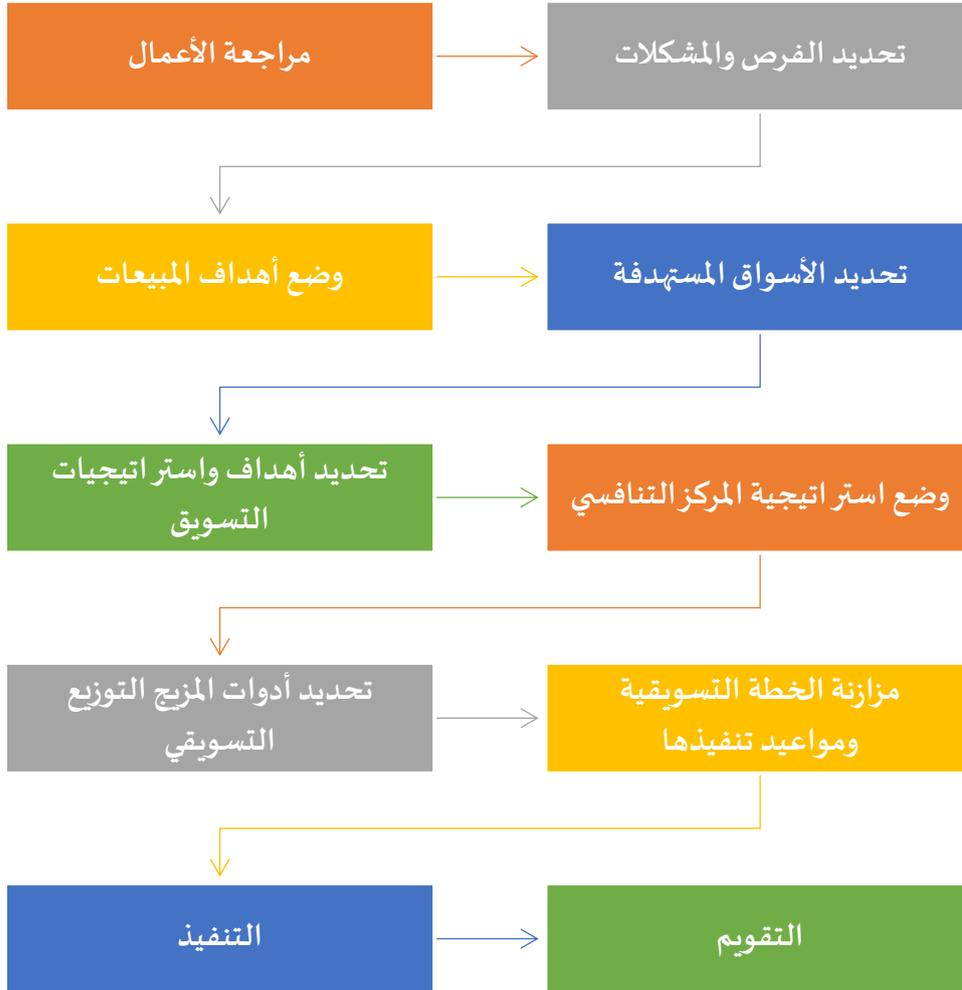 مراجعة الأعمال
تحديد الفرص والمشكلات
وضع أهداف المبيعات
تحديد الأسواق المستهدفة
تحديد أهداف واستراتيجيات
التسويق
وضع استراتيجية المركز التنافسي
تحديد أدوات المزيج التوزيع
التسويقي
مزازنة الخطة التسويقية
ومواعيد تنفيذها
التنفيذ
التقويم